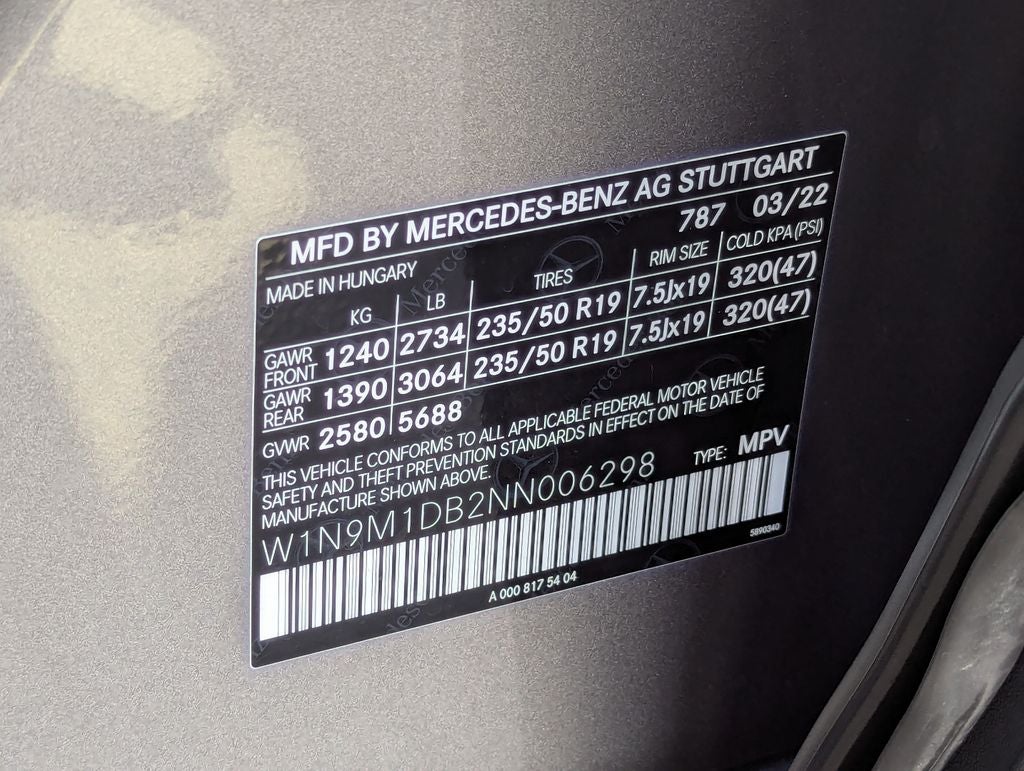 MFD BY MERCEDES-BENZ AG STUTTGART
MADE IN HUNGARY 787 03/22
KG LB TIRES RIM SIZE COLD KPA (PSI)
GAWR FRONT 1240 2734 235/50 R19 7.5Jx19 320(47)
GAWR REAR 1390 3064 235/50 R19 7.5Jx19 320(47)
GVWR 2580 5688
THIS VEHICLE CONFORMS TO ALL APPLICABLE FEDERAL MOTOR VEHICLE
SAFETY AND THEFT PREVENTION STANDARDS IN EFFECT ON THE DATE OF
MANUFACTURE SHOWN ABOVE.
W1N9M1DB2NN006298 TYPE: MPV
A 000 817 54 04
5890340